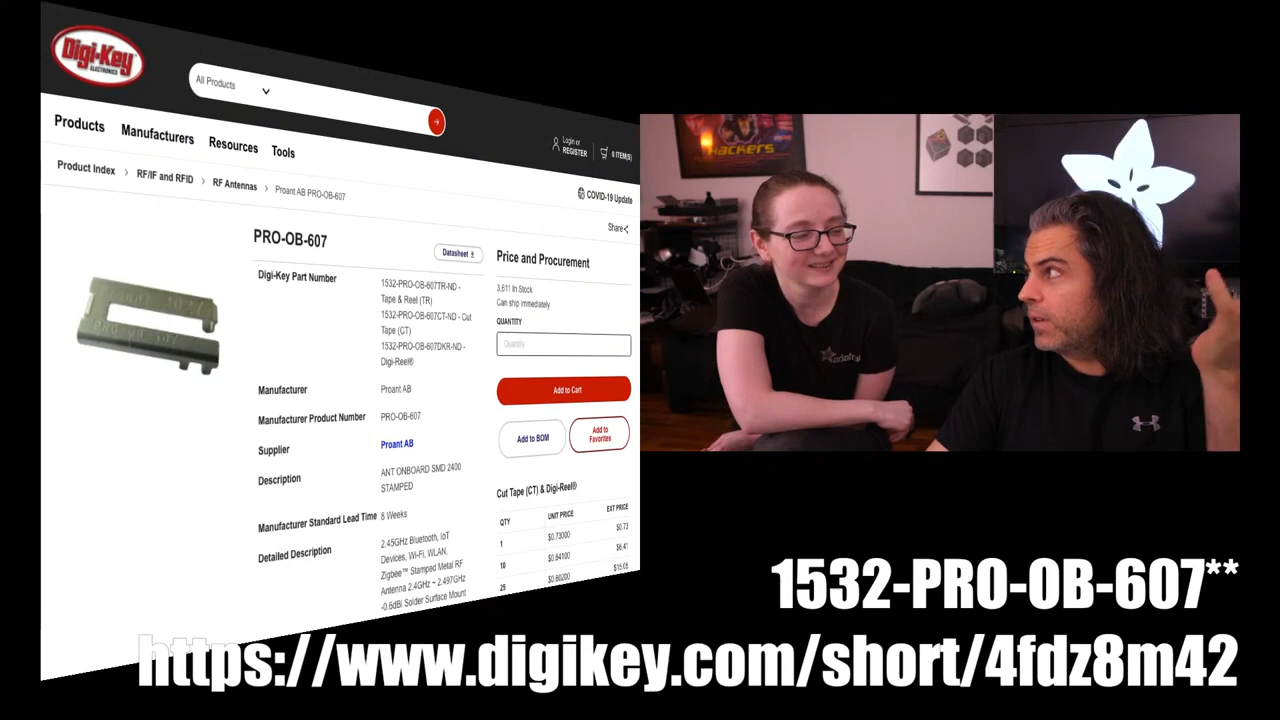 Digi-Key
ELECTRONICS
All Products
Login or
REGISTER
0 ITEM(S)
Products
Manufacturers
Resources
Tools
Product Index > RF/IF and RFID > RF Antennas > Proant AB PRO-OB-607
COVID-19 Update
Share
PRO-OB-607
Datasheet
Digi-Key Part Number
1532-PRO-OB-607TR-ND -
Tape & Reel (TR)
1532-PRO-OB-607CT-ND - Cut
Tape (CT)
1532-PRO-OB-607DKR-ND -
Digi-Reel®
Manufacturer
Proant AB
Manufacturer Product Number
PRO-OB-607
Supplier
Proant AB
Description
ANT ONBOARD SMD 2400
STAMPED
Manufacturer Standard Lead Time
8 Weeks
Detailed Description
2.45GHz Bluetooth, IoT
Devices, Wi-Fi, WLAN,
Zigbee™ Stamped Metal RF
Antenna 2.4GHz ~ 2.497GHz
-0.6dBi Solder Surface Mount
Price and Procurement
3,611 In Stock
Can ship immediately
QUANTITY
Quantity
Add to Cart
Add to BOM
Add to
Favorites
Cut Tape (CT) & Digi-Reel®
QTY UNIT PRICE EXT PRICE
1 $0.73000 $0.73
10 $0.64100 $6.41
25 $0.60200 $15.05
PRO-OB-607
HACKERS
adafruit
1532-PRO-OB-607**
https://www.digikey.com/short/4fdz8m42